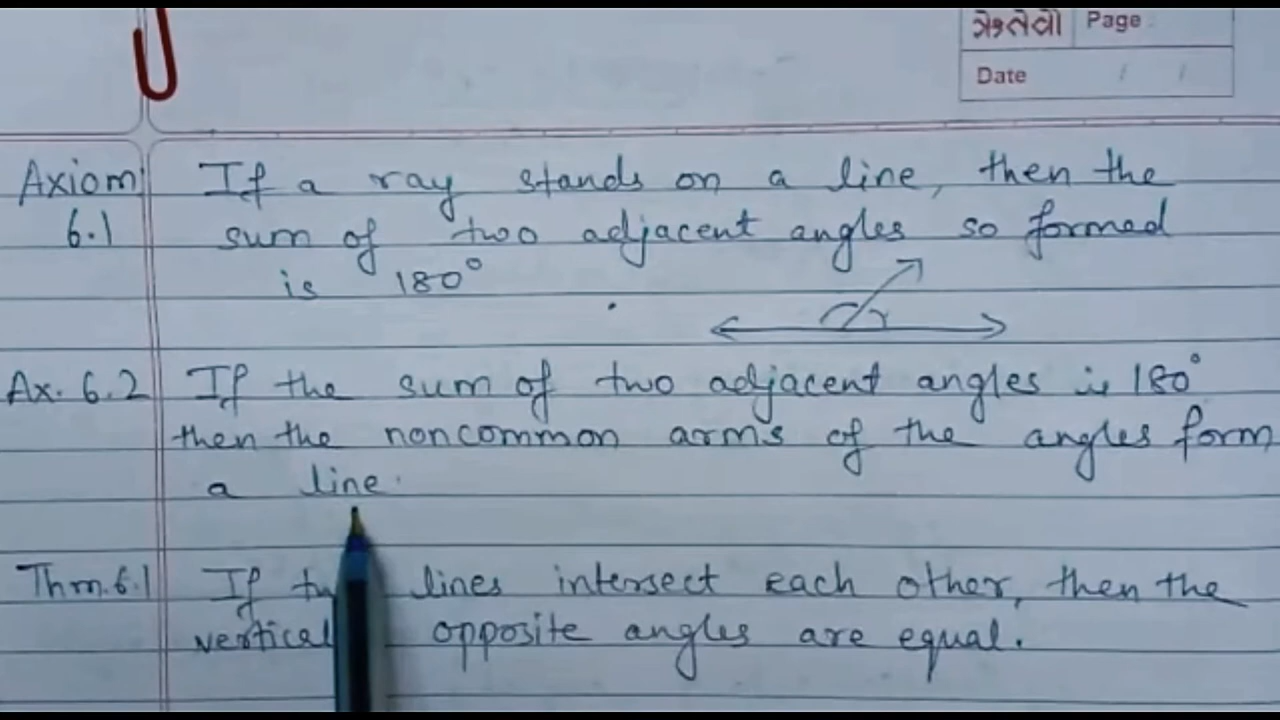 Page
Date / /
Axiom If a ray stands on a line, then the
6.1 sum of two adjacent angles so formed
is 180°
Ax. 6.2 If the sum of two adjacent angles is 180°
then the noncommon arms of the angles form
a line.
Thm. 6.1 If lines intersect each other, then the
vertical opposite angles are equal.